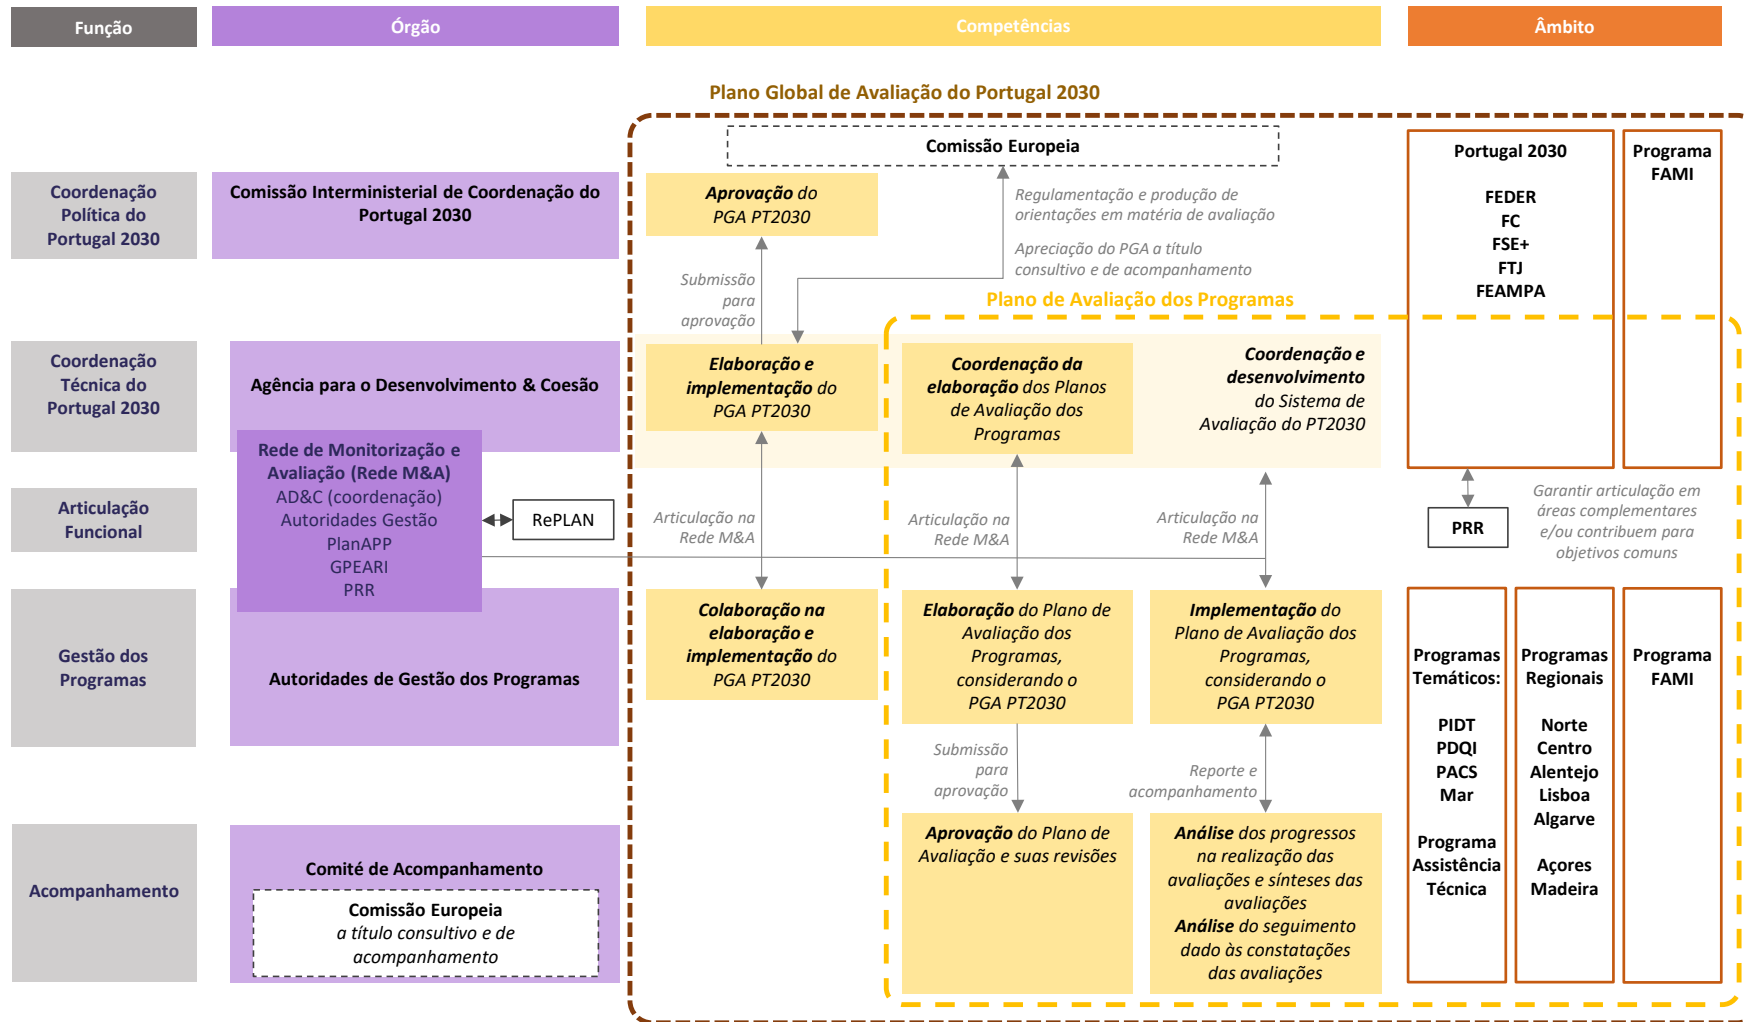 Função
Órgão
Competências
Âmbito
Plano Global de Avaliação do Portugal 2030
Comissão Europeia
Coordenação
Política do
Portugal 2030
Comissão Interministerial de Coordenação do
Portugal 2030
Aprovação do
PGA PT2030
Regulamentação e produção de
orientações em matéria de avaliação
Apreciação do PGA a título
consultivo e de acompanhamento
Submissão
para
aprovação
Portugal 2030
FEDER
FC
FSE+
FTJ
FEAMPA
Programa
FAMI
Plano de Avaliação dos Programas
Coordenação
Técnica do
Portugal 2030
Agência para o Desenvolvimento & Coesão
Elaboração e
implementação do
PGA PT2030
Coordenação da
elaboração dos Planos
de Avaliação dos
Programas
Coordenação e
desenvolvimento
do Sistema de
Avaliação do PT2030
Articulação
Funcional
Rede de Monitorização e
Avaliação (Rede M&A)
AD&C (coordenação)
Autoridades Gestão
PlanAPP
GPEARI
PRR
RePLAN
Articulação na
Rede M&A
Articulação na
Rede M&A
Articulação na
Rede M&A
PRR
Garantir articulação em
áreas complementares
e/ou contribuem para
objetivos comuns
Gestão dos
Programas
Autoridades de Gestão dos Programas
Colaboração na
elaboração e
implementação do
PGA PT2030
Elaboração do Plano de
Avaliação dos
Programas,
considerando o
PGA PT2030
Implementação do
Plano de Avaliação dos
Programas,
considerando o
PGA PT2030
Submissão
para
aprovação
Reporte e
acompanhamento
Programas
Temáticos:
PIDT
PDQI
PACS
Mar
Programa
Assistência
Técnica
Programas
Regionais
Norte
Centro
Alentejo
Lisboa
Algarve
Açores
Madeira
Programa
FAMI
Acompanhamento
Comité de Acompanhamento
Comissão Europeia
a título consultivo e de
acompanhamento
Aprovação do Plano de
Avaliação e suas revisões
Análise dos progressos
na realização das
avaliações e sínteses das
avaliações
Análise do seguimento
dado às constatações
das avaliações